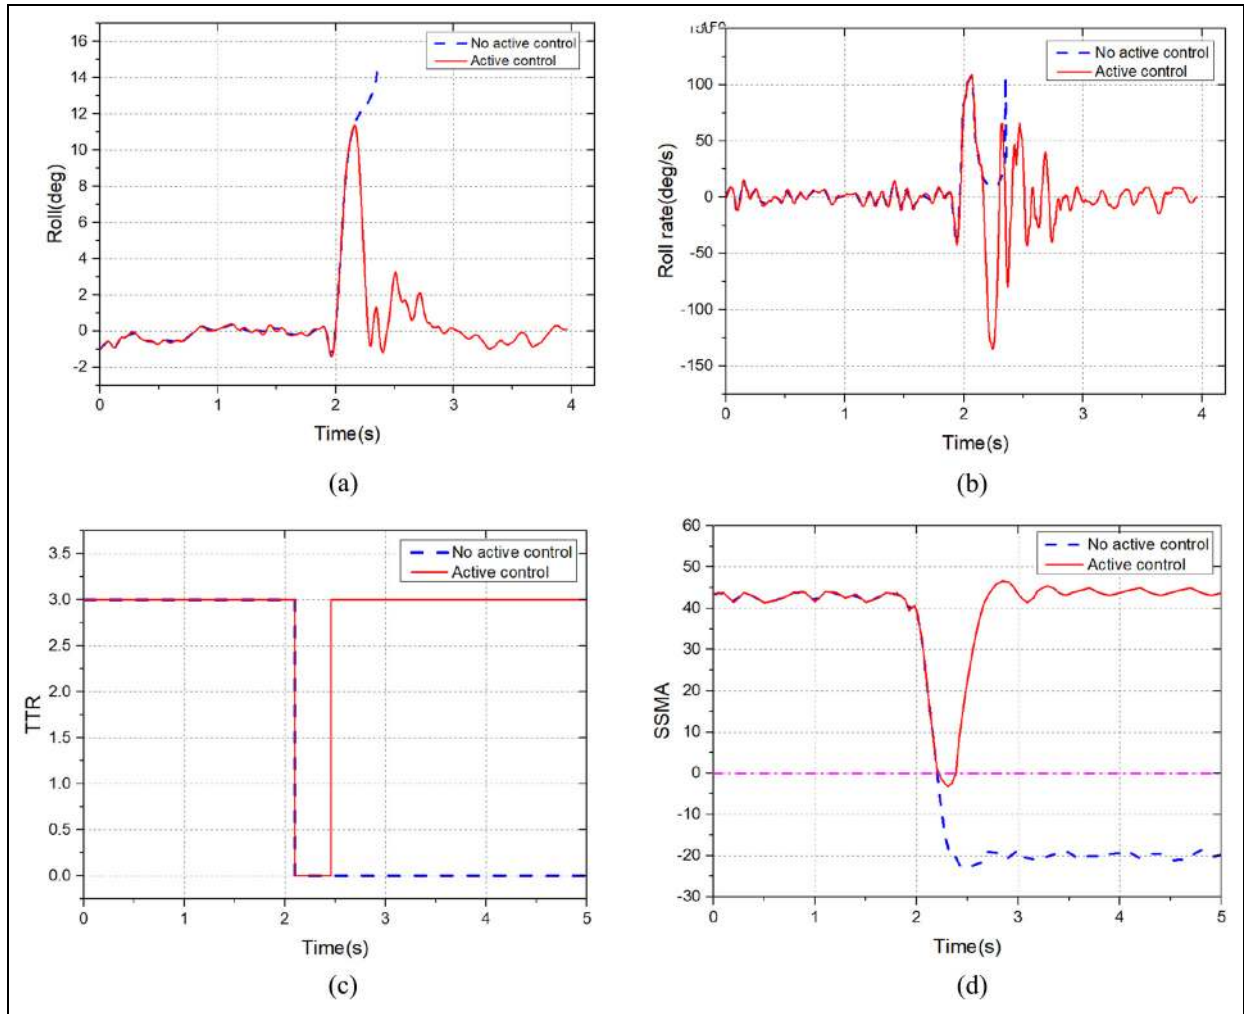 16
14
12
10
8
6
4
2
0
-2
Roll(deg)
No active control
Active control
0 1 2 3 4
Time(s)
(a)
100
50
0
-50
-100
-150
Roll rate(deg/s)
No active control
Active control
0 1 2 3 4
Time(s)
(b)
3.5
3.0
2.5
2.0
1.5
1.0
0.5
0.0
TTR
No active control
Active control
0 1 2 3 4 5
Time(s)
(c)
60
50
40
30
20
10
0
-10
-20
-30
SSMA
No active control
Active control
0 1 2 3 4 5
Time(s)
(d)